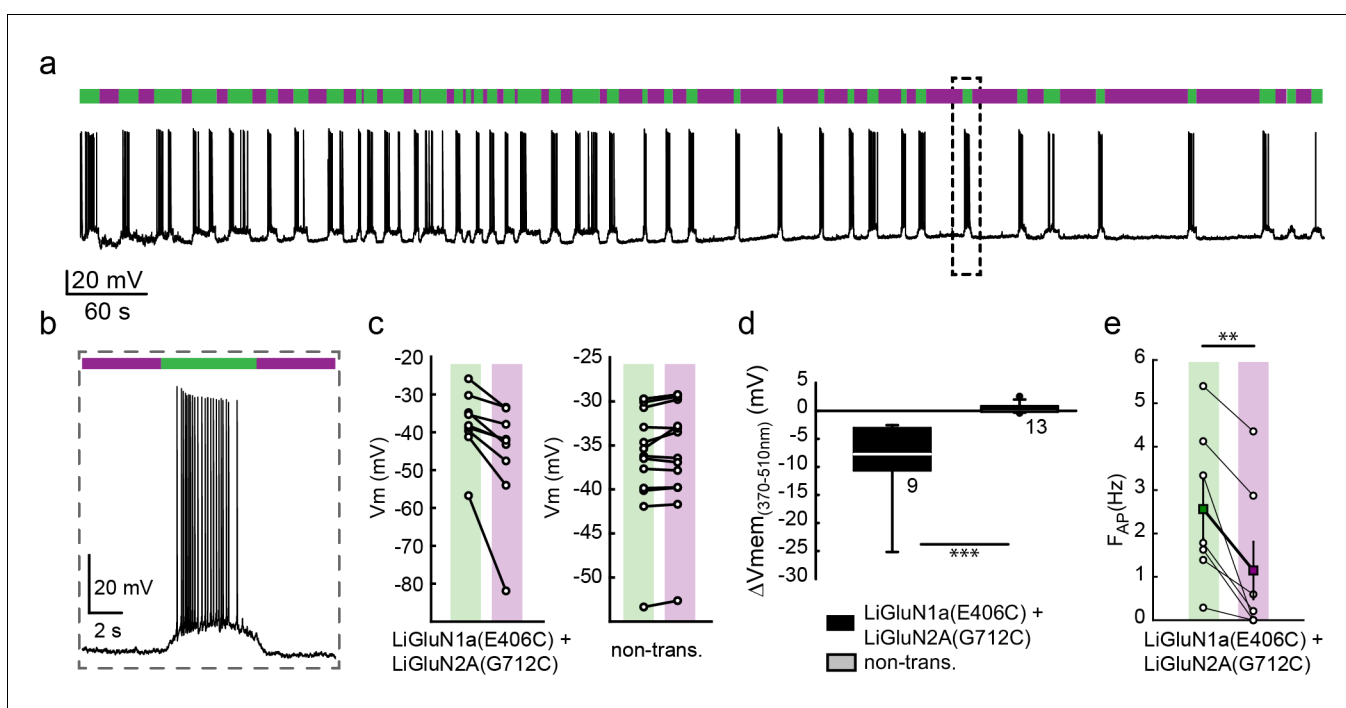 a
20 mV
60 s
b
20 mV
2 s
c
Vm (mV)
-20
-30
-40
-50
-60
-70
-80
LiGluN1a(E406C) +
LiGluN2A(G712C)
Vm (mV)
-25
-30
-35
-40
-45
-50
non-trans.
d
ΔVmem(370-510nm) (mV)
5
0
-5
-10
-15
-20
-25
-30
9
13
***
LiGluN1a(E406C) +
LiGluN2A(G712C)
non-trans.
e
**
FAP(Hz)
6
5
4
3
2
1
0
LiGluN1a(E406C) +
LiGluN2A(G712C)